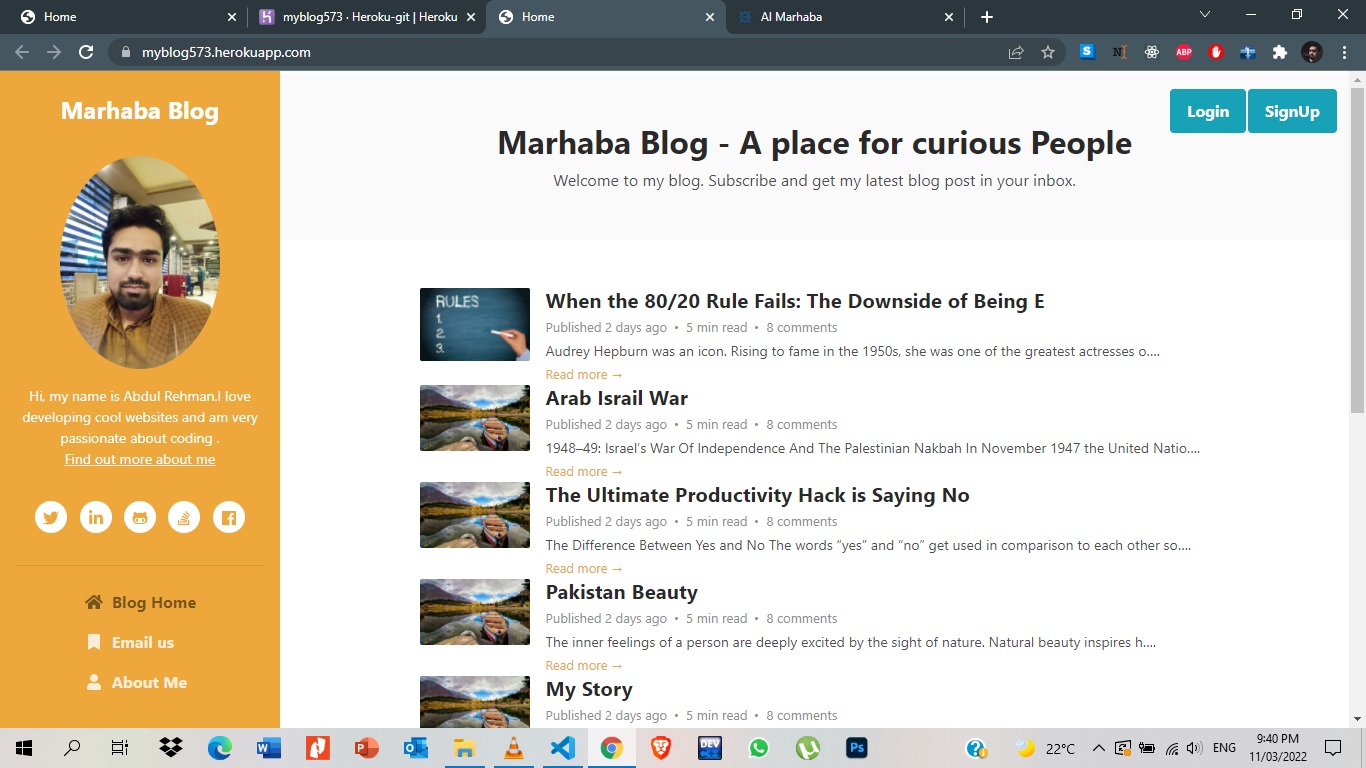 Home
myblog573 · Heroku-git | Heroku
Home
Al Marhaba
myblog573.herokuapp.com
ABP
Marhaba Blog
Hi, my name is Abdul Rehman.I love
developing cool websites and am very
passionate about coding .
Find out more about me
Blog Home
Email us
About Me
Login
SignUp
Marhaba Blog - A place for curious People
Welcome to my blog. Subscribe and get my latest blog post in your inbox.
RULES
1.
2.
3.
When the 80/20 Rule Fails: The Downside of Being E
Published 2 days ago • 5 min read • 8 comments
Audrey Hepburn was an icon. Rising to fame in the 1950s, she was one of the greatest actresses o....
Read more →
Arab Israil War
Published 2 days ago • 5 min read • 8 comments
1948–49: Israel’s War Of Independence And The Palestinian Nakbah In November 1947 the United Natio....
Read more →
The Ultimate Productivity Hack is Saying No
Published 2 days ago • 5 min read • 8 comments
The Difference Between Yes and No The words “yes” and “no” get used in comparison to each other so....
Read more →
Pakistan Beauty
Published 2 days ago • 5 min read • 8 comments
The inner feelings of a person are deeply excited by the sight of nature. Natural beauty inspires h....
Read more →
My Story
Published 2 days ago • 5 min read • 8 comments
DEV
Ps
22°C
ENG
9:40 PM
11/03/2022